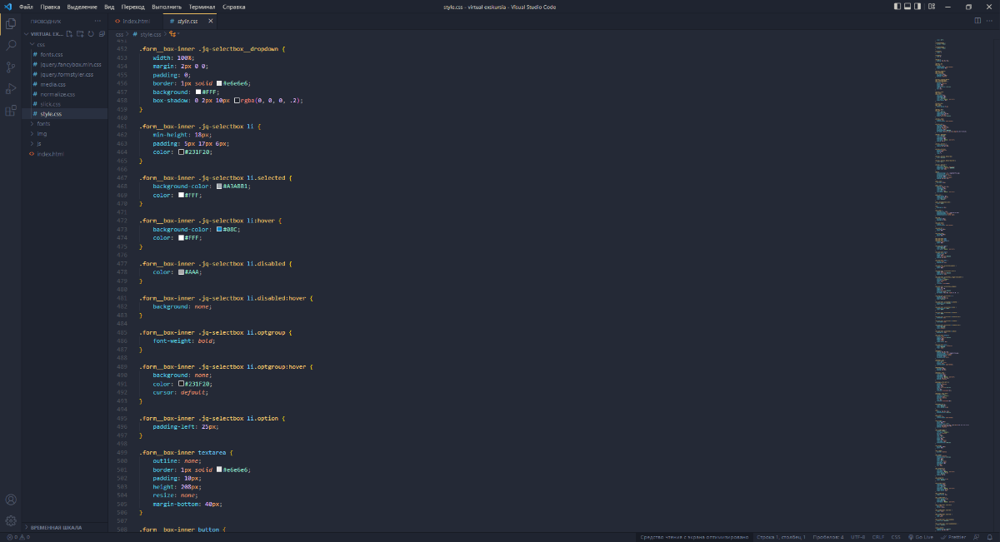 Файл Правка Выделение Вид Переход Выполнить Терминал Справка
style.css - virtual exskursia - Visual Studio Code
ПРОВОДНИК
index.html
# style.css
VIRTUAL EX...
css > # style.css >
css
# fonts.css
# jquery.fancybox.min.css
# jquery.formstyler.css
# media.css
# normalize.css
# slick.css
# style.css
fonts
img
js
index.html
451
452 .form__box-inner .jq-selectbox__dropdown {
453 width: 100%;
454 margin: 2px 0 0;
455 padding: 0;
456 border: 1px solid #e6e6e6;
457 background: #FFF;
458 box-shadow: 0 2px 10px rgba(0, 0, 0, .2);
459 }
460
461 .form__box-inner .jq-selectbox li {
462 min-height: 18px;
463 padding: 5px 17px 6px;
464 color: #231F20;
465 }
466
467 .form__box-inner .jq-selectbox li.selected {
468 background-color: #A3ABB1;
469 color: #FFF;
470 }
471
472 .form__box-inner .jq-selectbox li:hover {
473 background-color: #08C;
474 color: #FFF;
475 }
476
477 .form__box-inner .jq-selectbox li.disabled {
478 color: #AAA;
479 }
480
481 .form__box-inner .jq-selectbox li.disabled:hover {
482 background: none;
483 }
484
485 .form__box-inner .jq-selectbox li.optgroup {
486 font-weight: bold;
487 }
488
489 .form__box-inner .jq-selectbox li.optgroup:hover {
490 background: none;
491 color: #231F20;
492 cursor: default;
493 }
494
495 .form__box-inner .jq-selectbox li.option {
496 padding-left: 25px;
497 }
498
499 .form__box-inner textarea {
500 outline: none;
501 border: 1px solid #e6e6e6;
502 padding: 10px;
503 height: 208px;
504 resize: none;
505 margin-bottom: 40px;
506 }
507
508 .form__box-inner button {
ВРЕМЕННАЯ ШКАЛА
0 0
Средство чтения с экрана оптимизировано Строка 1, столбец 1 Пробелов: 4 UTF-8 CRLF CSS Go Live Prettier